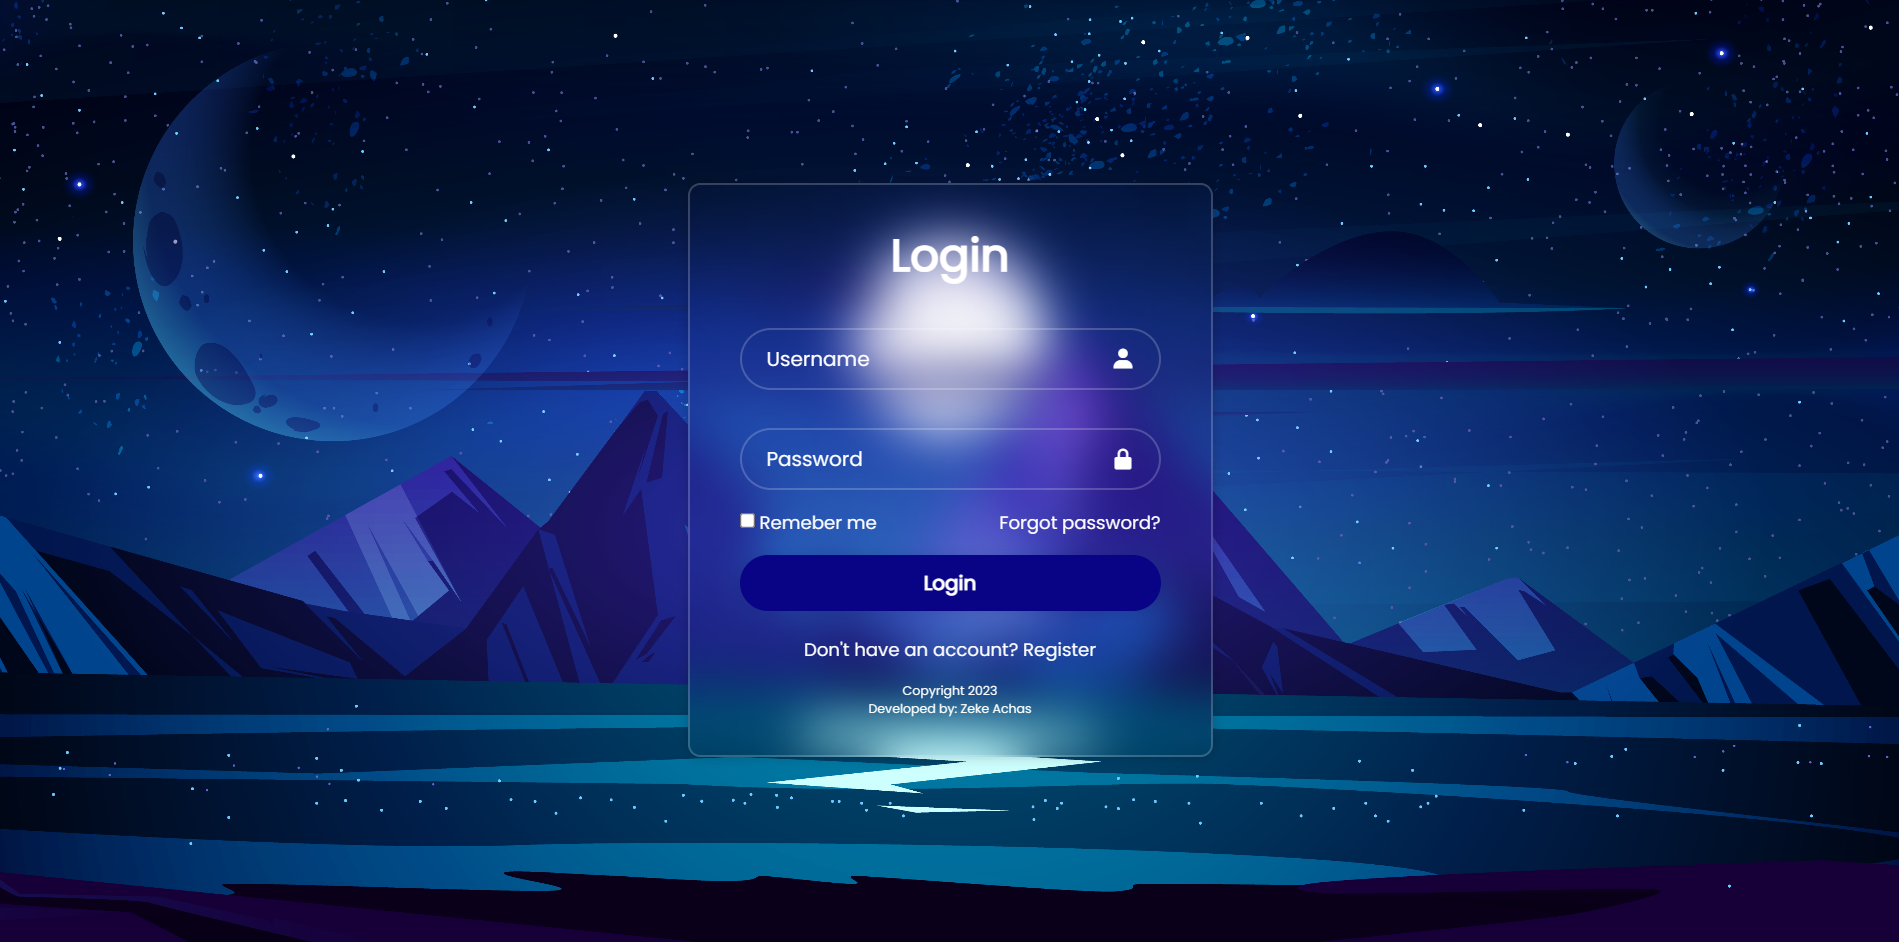 Login
Username
Password
Remeber me
Forgot password?
Login
Don't have an account? Register
Copyright 2023
Developed by: Zeke Achas